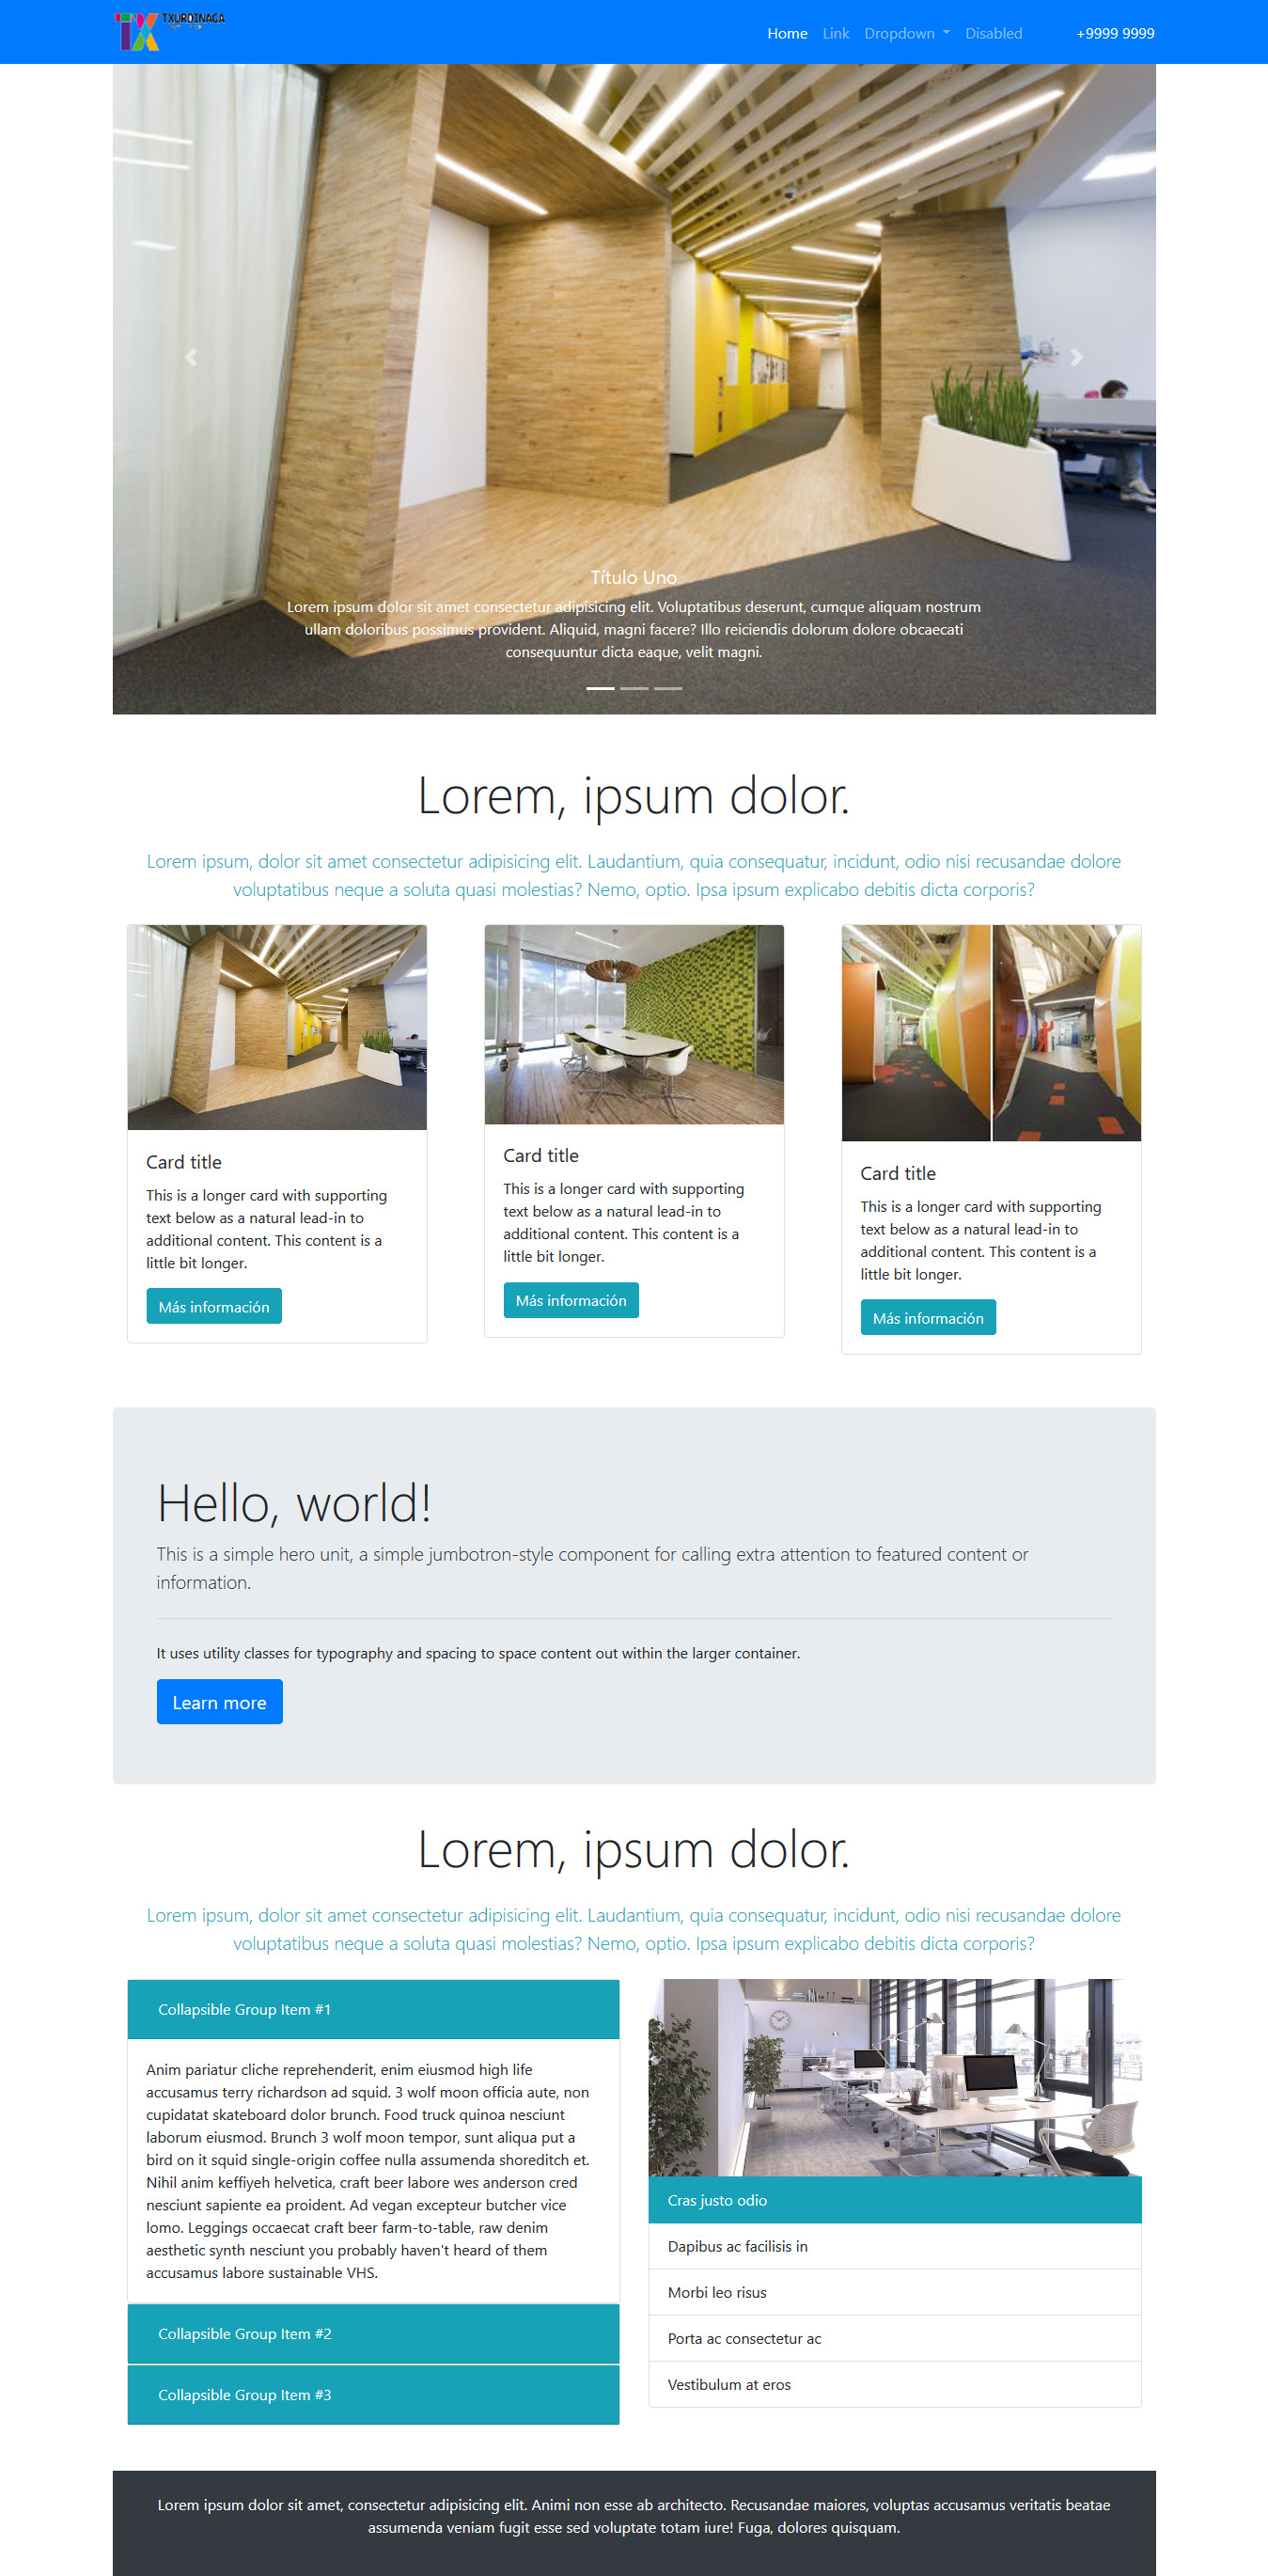 TX TXURDINAGA
Home Link Dropdown Disabled +9999 9999
Título Uno
Lorem ipsum dolor sit amet consectetur adipisicing elit. Voluptatibus deserunt, cumque aliquam nostrum
ullam doloribus possimus provident. Aliquid, magni facere? Illo reiciendis dolorum dolore obcaecati
consequuntur dicta eaque, velit magni.
Lorem, ipsum dolor.
Lorem ipsum, dolor sit amet consectetur adipisicing elit. Laudantium, quia consequatur, incidunt, odio nisi recusandae dolore
voluptatibus neque a soluta quasi molestias? Nemo, optio. Ipsa ipsum explicabo debitis dicta corporis?
Card title
This is a longer card with supporting
text below as a natural lead-in to
additional content. This content is a
little bit longer.
Más información
Card title
This is a longer card with supporting
text below as a natural lead-in to
additional content. This content is a
little bit longer.
Más información
Card title
This is a longer card with supporting
text below as a natural lead-in to
additional content. This content is a
little bit longer.
Más información
Hello, world!
This is a simple hero unit, a simple jumbotron-style component for calling extra attention to featured content or
information.
It uses utility classes for typography and spacing to space content out within the larger container.
Learn more
Lorem, ipsum dolor.
Lorem ipsum, dolor sit amet consectetur adipisicing elit. Laudantium, quia consequatur, incidunt, odio nisi recusandae dolore
voluptatibus neque a soluta quasi molestias? Nemo, optio. Ipsa ipsum explicabo debitis dicta corporis?
Collapsible Group Item #1
Anim pariatur cliche reprehenderit, enim eiusmod high life
accusamus terry richardson ad squid. 3 wolf moon officia aute, non
cupidatat skateboard dolor brunch. Food truck quinoa nesciunt
laborum eiusmod. Brunch 3 wolf moon tempor, sunt aliqua put a
bird on it squid single-origin coffee nulla assumenda shoreditch et.
Nihil anim keffiyeh helvetica, craft beer labore wes anderson cred
nesciunt sapiente ea proident. Ad vegan excepteur butcher vice
lomo. Leggings occaecat craft beer farm-to-table, raw denim
aesthetic synth nesciunt you probably haven't heard of them
accusamus labore sustainable VHS.
Collapsible Group Item #2
Collapsible Group Item #3
Cras justo odio
Dapibus ac facilisis in
Morbi leo risus
Porta ac consectetur ac
Vestibulum at eros
Lorem ipsum dolor sit amet, consectetur adipisicing elit. Animi non esse ab architecto. Recusandae maiores, voluptas accusamus veritatis beatae
assumenda veniam fugit esse sed voluptate totam iure! Fuga, dolores quisquam.